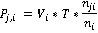 P_{j,i} = V_i * T * \frac{n_{ji}}{n_i}